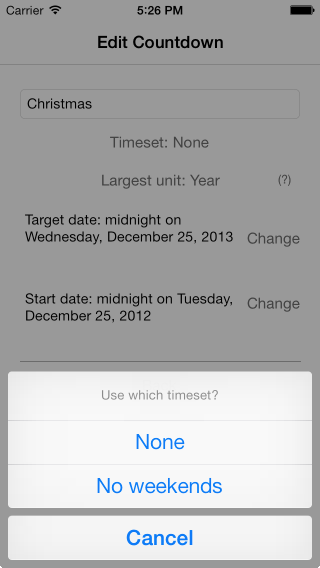 Carrier 5:26 PM
Edit Countdown
Christmas
Timeset: None
Largest unit: Year (?)
Target date: midnight on
Wednesday, December 25, 2013
Change
Start date: midnight on Tuesday,
December 25, 2012
Change
Use which timeset?
None
No weekends
Cancel